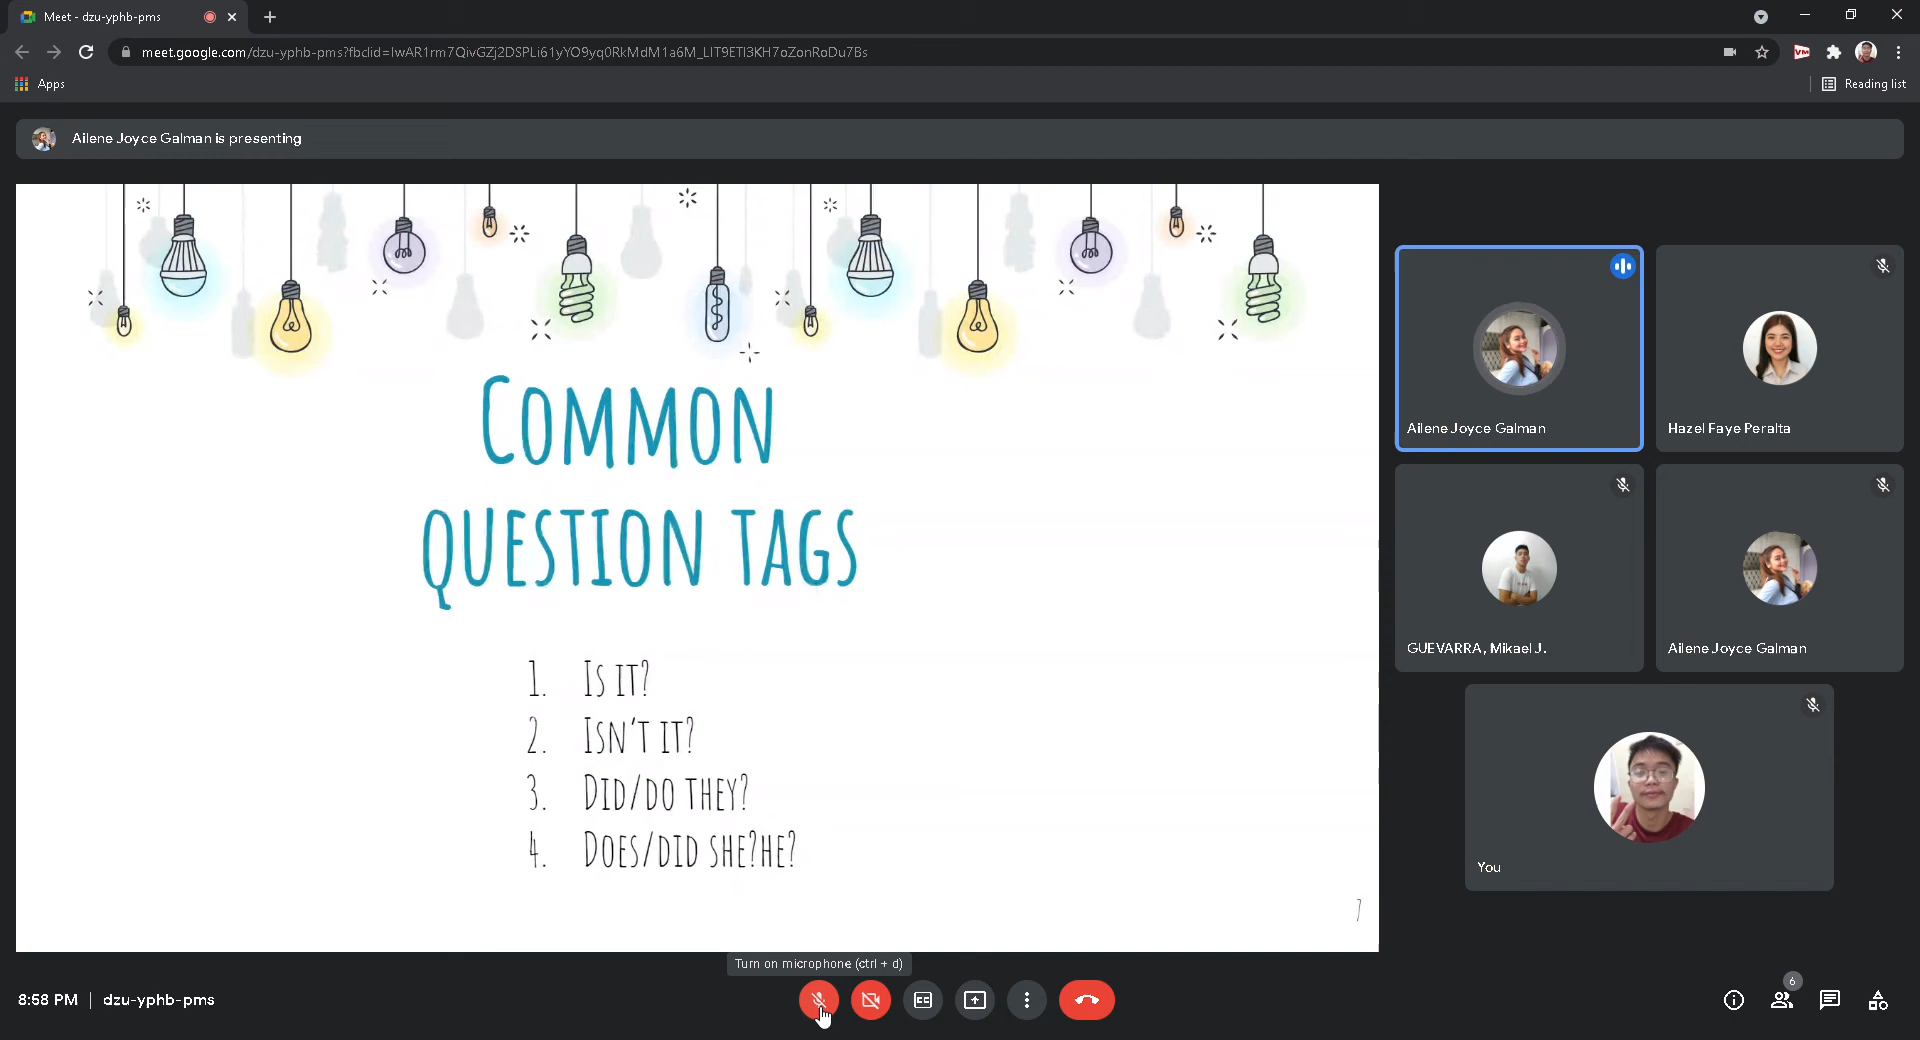 Meet - dzu-yphb-pms
meet.google.com/dzu-yphb-pms?fbclid=IwAR1rm7QivGZj2DSPLi61yYO9yq0RkMdM1a6M_LIT9ETI3KH7oZonRoDu7Bs
VM
Apps
Reading list
Ailene Joyce Galman is presenting
COMMON
QUESTION TAGS
1. IS IT?
2. ISN'T IT?
3. DID/DO THEY?
4. DOES/DID SHE?HE?
7
Ailene Joyce Galman
Hazel Faye Peralta
GUEVARRA, Mikael J.
Ailene Joyce Galman
You
Turn on microphone (ctrl + d)
8:58 PM | dzu-yphb-pms
6